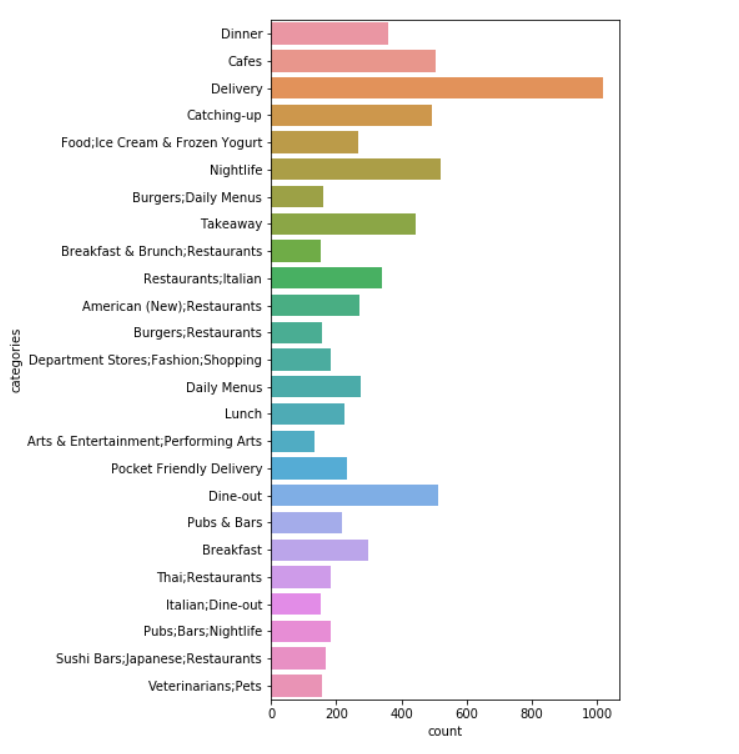 Dinner
Cafes
Delivery
Catching-up
Food;Ice Cream & Frozen Yogurt
Nightlife
Burgers;Daily Menus
Takeaway
Breakfast & Brunch;Restaurants
Restaurants;Italian
American (New);Restaurants
Burgers;Restaurants
Department Stores;Fashion;Shopping
Daily Menus
Lunch
Arts & Entertainment;Performing Arts
Pocket Friendly Delivery
Dine-out
Pubs & Bars
Breakfast
Thai;Restaurants
Italian;Dine-out
Pubs;Bars;Nightlife
Sushi Bars;Japanese;Restaurants
Veterinarians;Pets
categories
0 200 400 600 800 1000
count